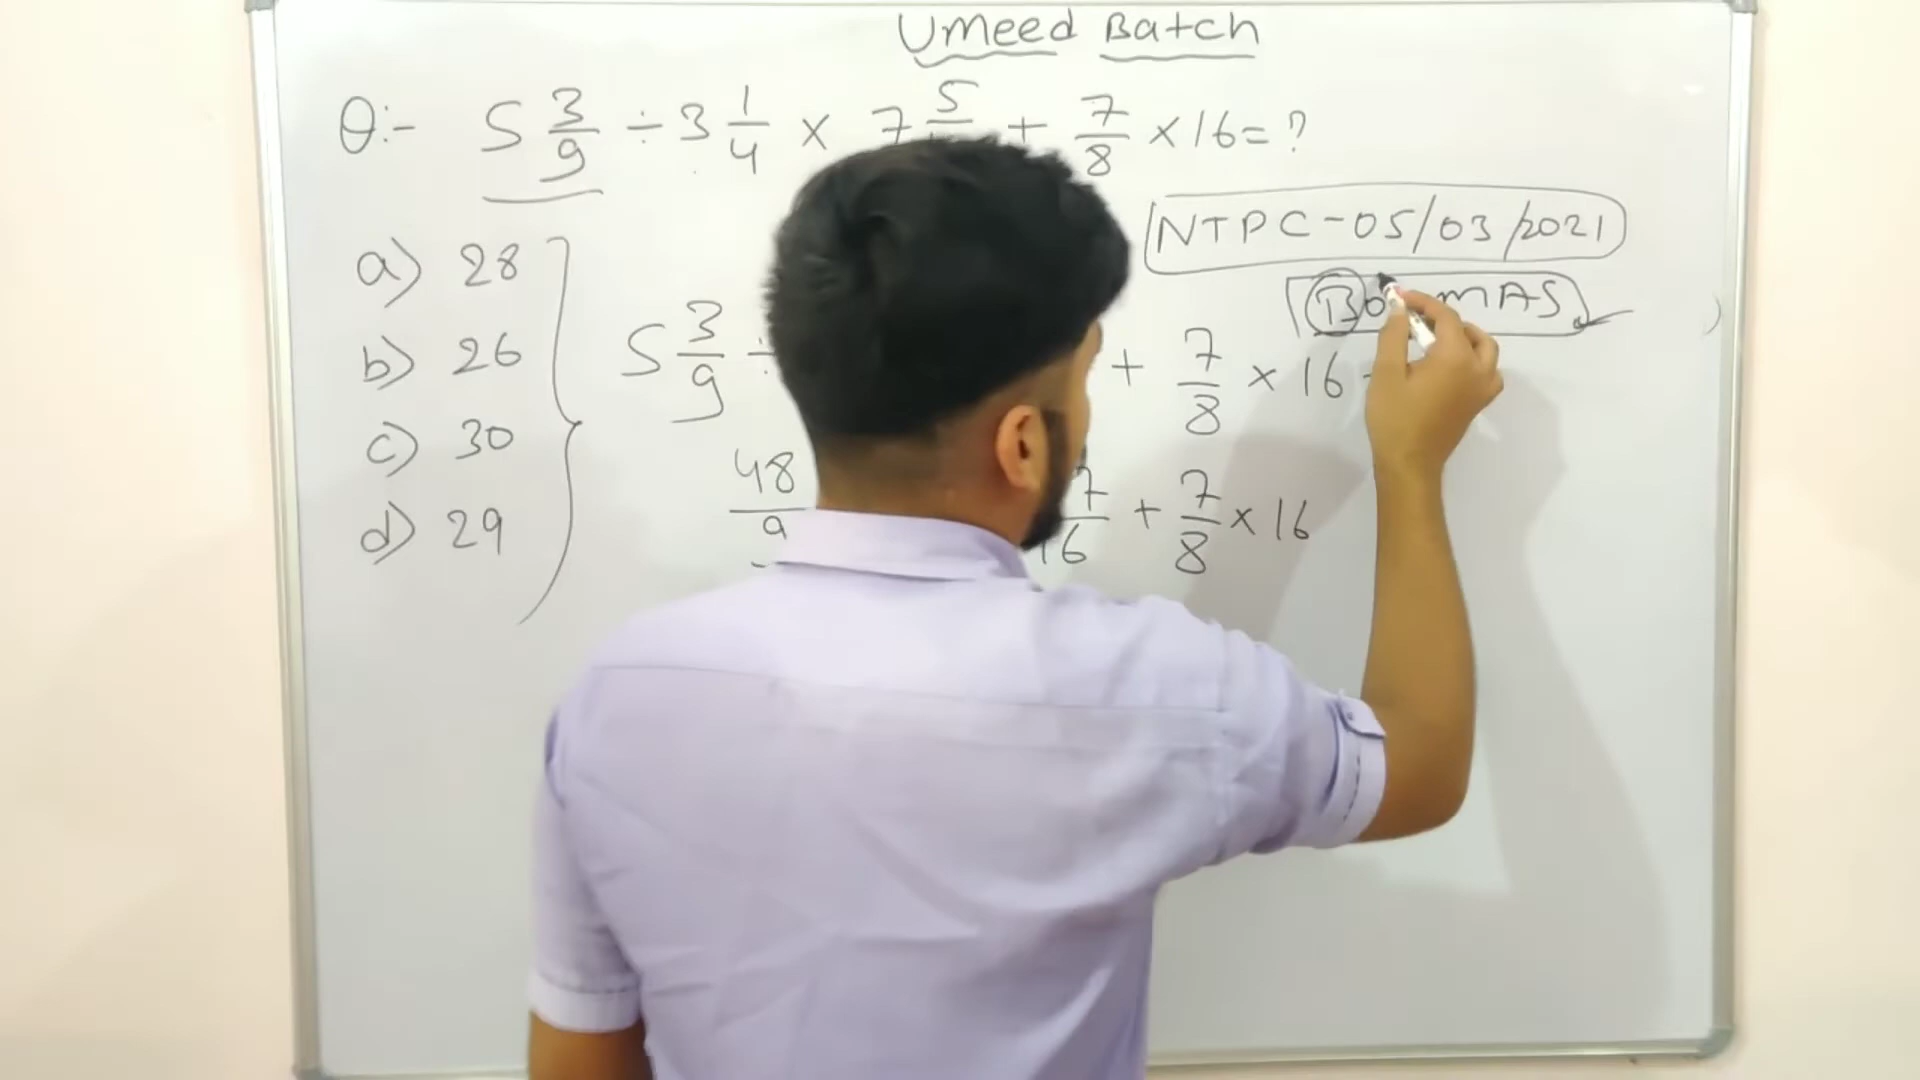 Umeed Batch
Q:- 5 3/9 ÷ 3 1/4 × 7 5 + 7/8 × 16 = ?
NTPC-05/03/2021
a) 28
b) 26
c) 30
d) 29
5 3/9 ÷ + 7/8 × 16
48/9 7/16 + 7/8 × 16